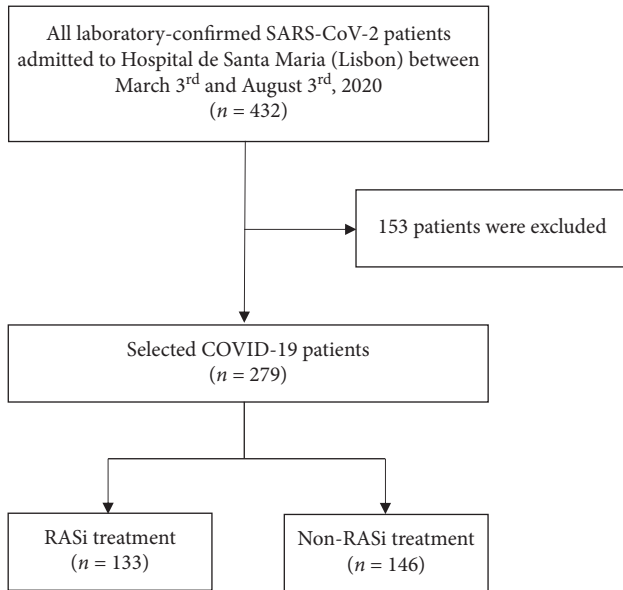 All laboratory-confirmed SARS-CoV-2 patients
admitted to Hospital de Santa Maria (Lisbon) between
March 3rd and August 3rd, 2020
(n = 432)
153 patients were excluded
Selected COVID-19 patients
(n = 279)
RASi treatment
(n = 133)
Non-RASi treatment
(n = 146)